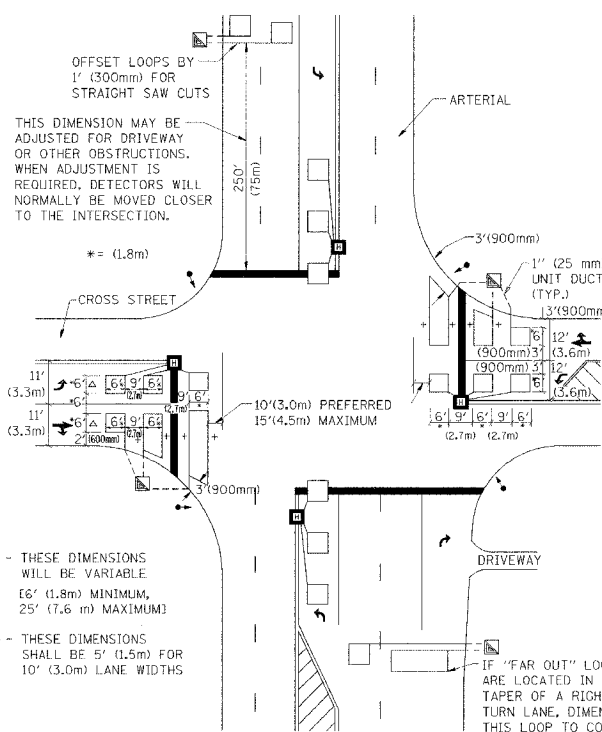 OFFSET LOOPS BY
1' (300mm) FOR
STRAIGHT SAW CUTS
ARTERIAL
THIS DIMENSION MAY BE
ADJUSTED FOR DRIVEWAY
OR OTHER OBSTRUCTIONS.
WHEN ADJUSTMENT IS
REQUIRED, DETECTORS WILL
NORMALLY BE MOVED CLOSER
TO THE INTERSECTION.
250'
(75m)
* = (1.8m)
H
3'(900mm)
1" (25 mm
UNIT DUCT
(TYP.)
3'(900mm
CROSS STREET
H
11'
(3.3m)
*6'
6'* 9' 6'*
(2.7m)
*6'
9' 6'
(2.7m) *
11'
(3.3m)
*6'
6'* 9' 6'*
2' (600mm) (2.7m)
10'(3.0m) PREFERRED
15'(4.5m) MAXIMUM
3'(900mm)
*6'
12'
(3.6m)
(900mm)3'
(900mm)3'
12'
*6'
(3.6m)
H
6' 9' 6' 9' 6'
* * *
(2.7m) (2.7m)
H
- THESE DIMENSIONS
WILL BE VARIABLE
[6' (1.8m) MINIMUM,
25' (7.6 m) MAXIMUM]
- THESE DIMENSIONS
SHALL BE 5' (1.5m) FOR
10' (3.0m) LANE WIDTHS
DRIVEWAY
IF "FAR OUT" LOO
ARE LOCATED IN
TAPER OF A RIGH
TURN LANE, DIMEN
THIS LOOP TO CO